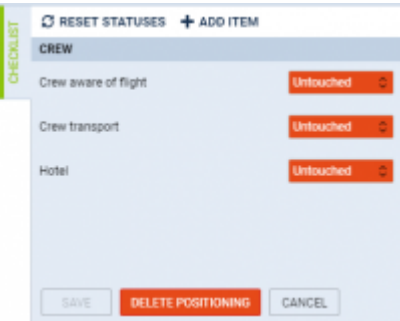 CHECKLIST
RESET STATUSES ADD ITEM
CREW
Crew aware of flight Untouched
Crew transport Untouched
Hotel Untouched
SAVE DELETE POSITIONING CANCEL